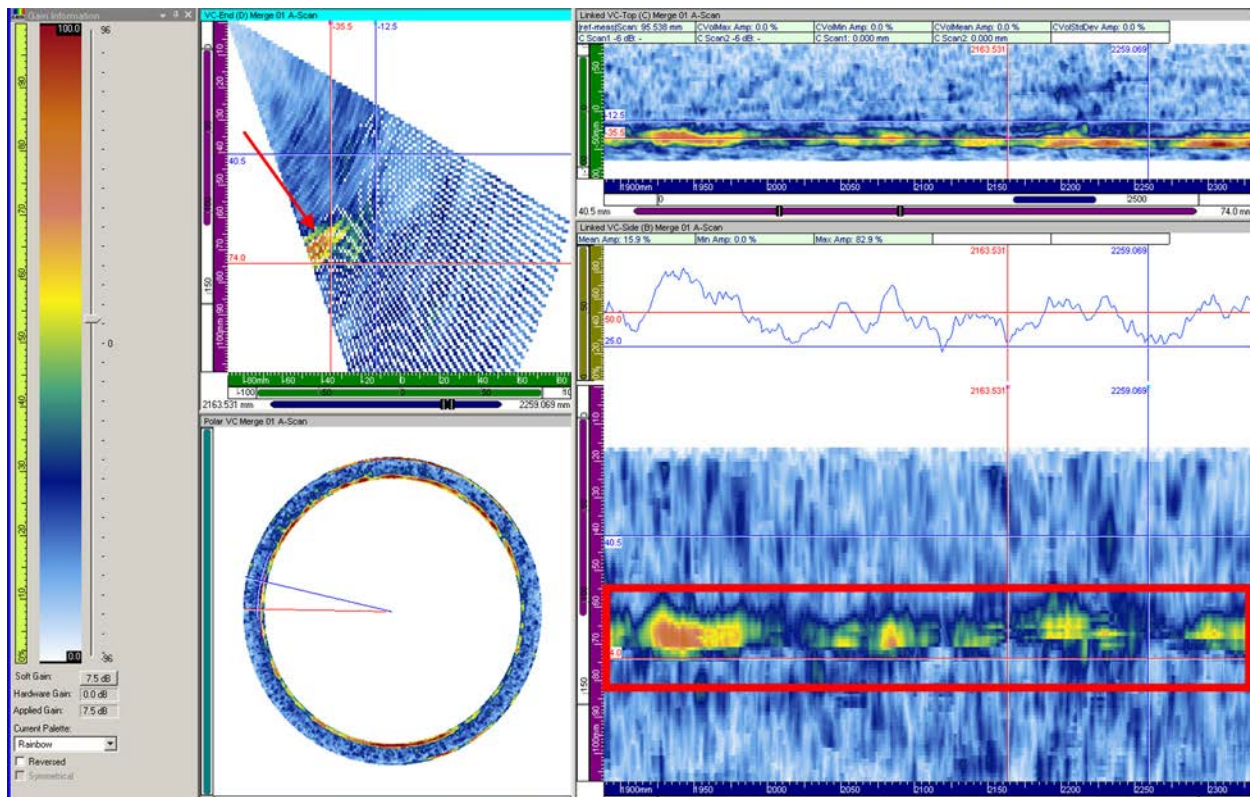 Gain Information
96
100.0
0
0.0
-96
Soft Gain: 7.5 dB
Hardware Gain: 0.0 dB
Applied Gain: 7.5 dB
Current Palette:
Rainbow
Reversed
Symmetrical
VC-End (D) Merge 01 A-Scan
-35.5
-12.5
40.5
74.0
2163.531 mm
2259.069 mm
Polar VC Merge 01 A-Scan
Linked VC-Top (C) Merge 01 A-Scan
|ref-meas| Scan: 95.538 mm CVolMax Amp: 0.0 % CVolMin Amp: 0.0 % CVolMean Amp: 0.0 % CVolStdDev Amp: 0.0 %
C Scan1 -6 dB: - C Scan2 -6 dB: - C Scan1: 0.000 mm C Scan2: 0.000 mm
2163.531
2259.069
-12.5
-35.5
1900mm 1950 2000 2050 2100 2150 2200 2250 2300
0 2500
40.5 mm 74.0 mm
Linked VC-Side (B) Merge 01 A-Scan
Mean Amp: 15.9 % Min Amp: 0.0 % Max Amp: 82.9 %
2163.531
2259.069
50.0
25.0
2163.531
2259.069
40.5
1900mm 1950 2000 2050 2100 2150 2200 2250 2300